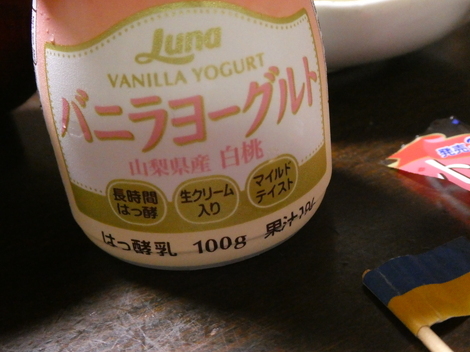 Luna
VANILLA YOGURT
バニラヨーグルト
山梨県産 白桃
長時間
はっ酵
生クリーム
入り
マイルド
テイスト
はっ酵乳 100g 果汁
発売